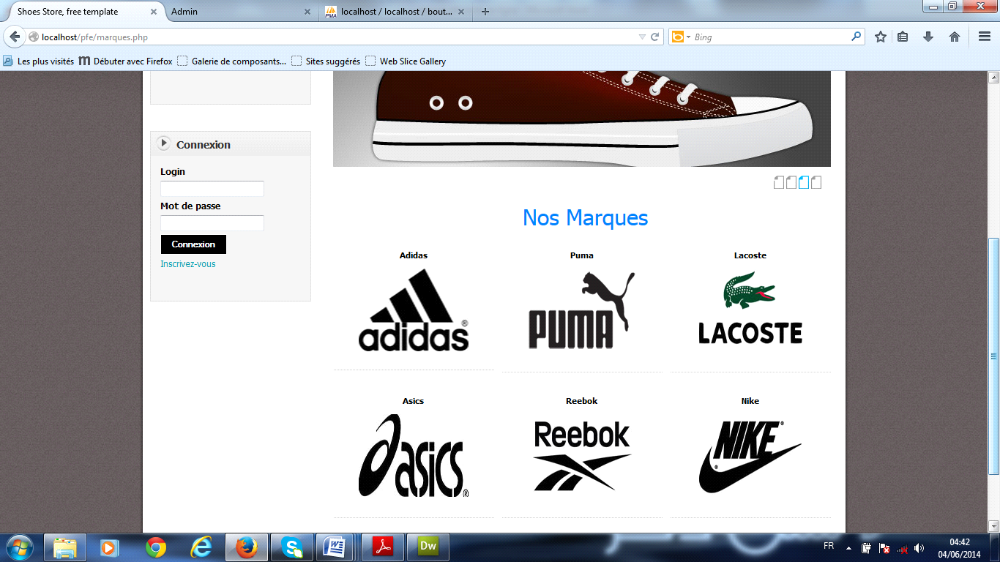 Shoes Store, free template
Admin
PMA
localhost / localhost / bout...
localhost/pfe/marques.php
Bing
Les plus visités
Débuter avec Firefox
Galerie de composants...
Sites suggérés
Web Slice Gallery
Connexion
Login
Mot de passe
Connexion
Inscrivez-vous
Nos Marques
Adidas
Puma
Lacoste
adidas®
PUMA
LACOSTE
Asics
Reebok
Nike
asics®
Reebok
NIKE®
®
W
Dw
FR
04:42
04/06/2014